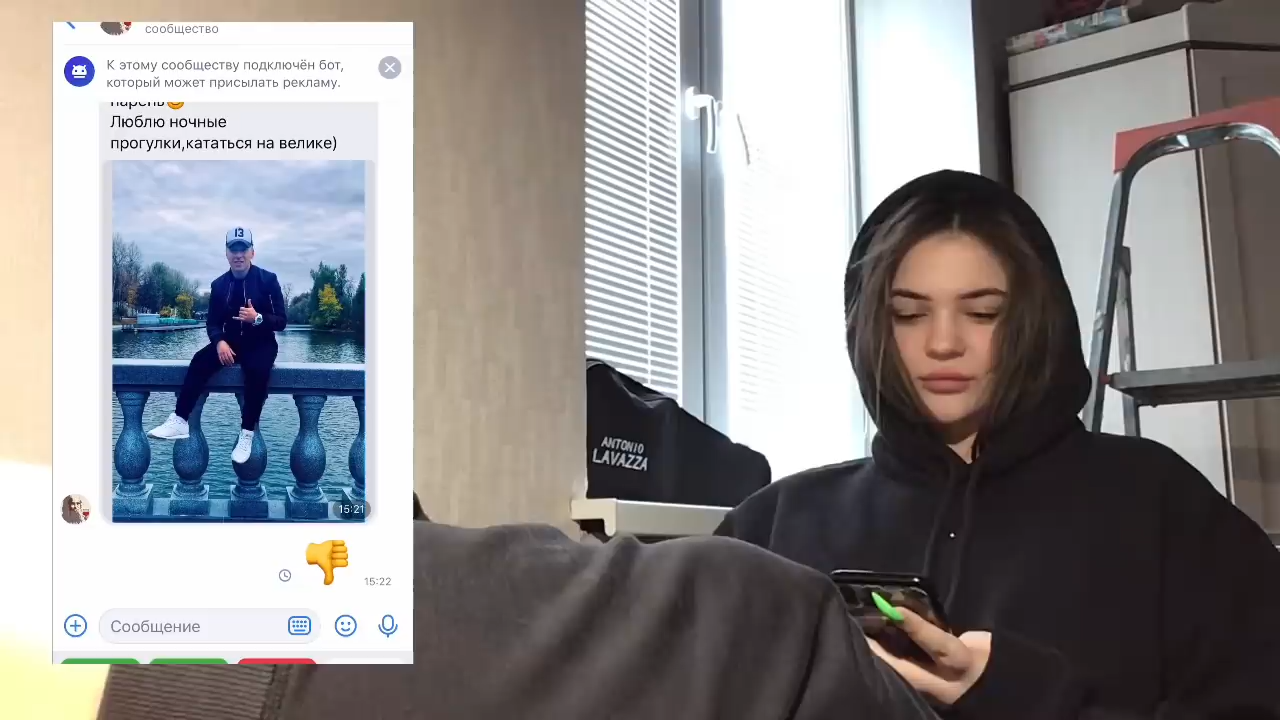 сообщество
К этому сообществу подключён бот,
который может присылать рекламу.
парень
Люблю ночные
прогулки,кататься на велике)
13
15:21
15:22
Сообщение
ANTONIO
LAVAZZA